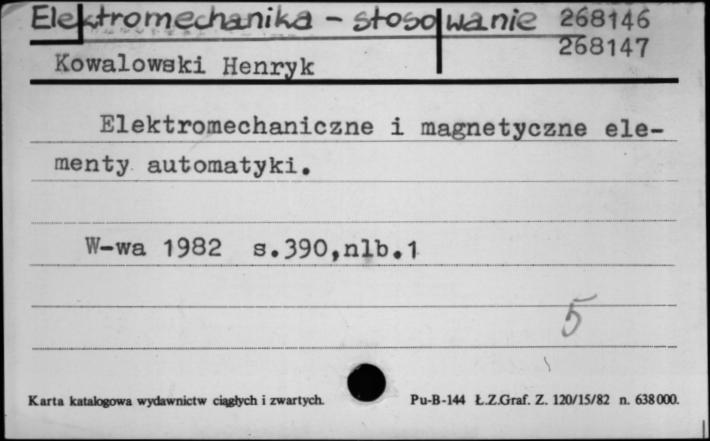 Elektromechanika - stosowanie 268146
268147
Kowalowski Henryk
Elektromechaniczne i magnetyczne ele-
menty automatyki.
W-wa 1982 s.390,nlb.1
5
Karta katalogowa wydawnictw ciągłych i zwartych. Pu-B-144 Ł.Z.Graf. Z. 120/15/82 n. 638000.